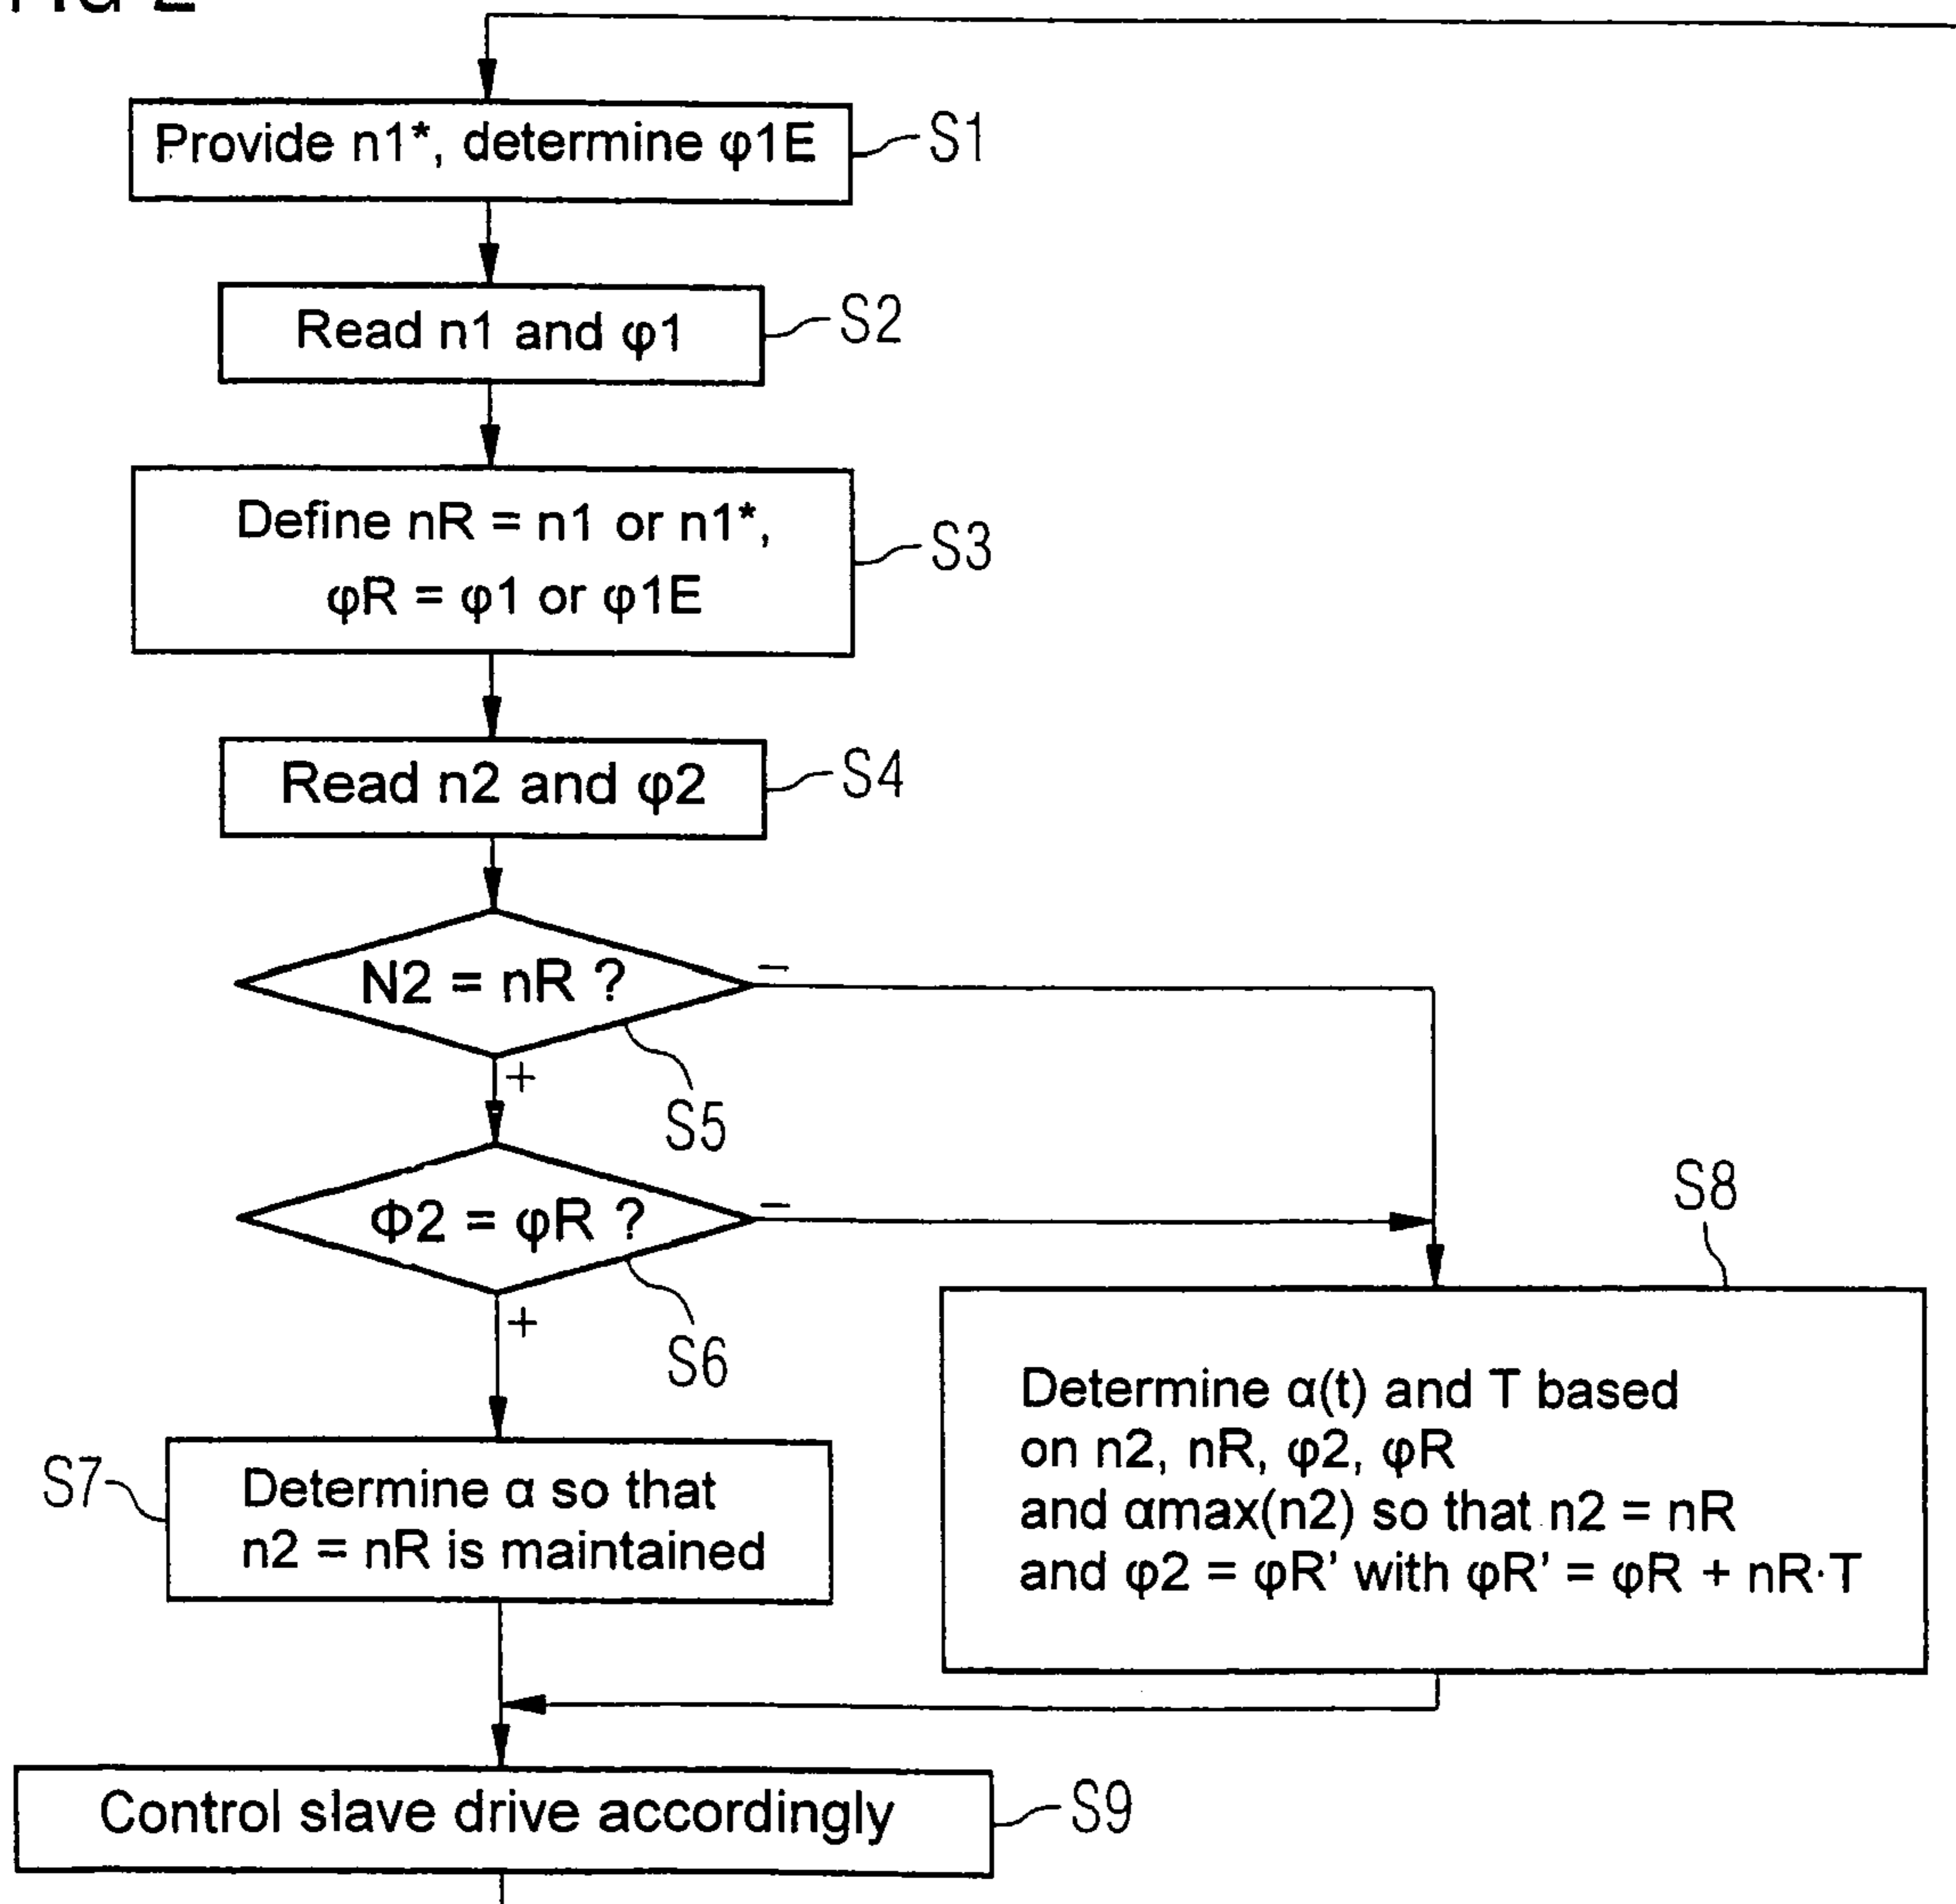 Provide n1*, determine φ1E
S1
Read n1 and φ1
S2
Define nR = n1 or n1*,
φR = φ1 or φ1E
S3
Read n2 and φ2
S4
N2 = nR ?
−
+
S5
Φ2 = φR ?
−
+
S6
S8
Determine α(t) and T based
on n2, nR, φ2, φR
and αmax(n2) so that n2 = nR
and φ2 = φR' with φR' = φR + nR·T
S7
Determine α so that
n2 = nR is maintained
Control slave drive accordingly
S9